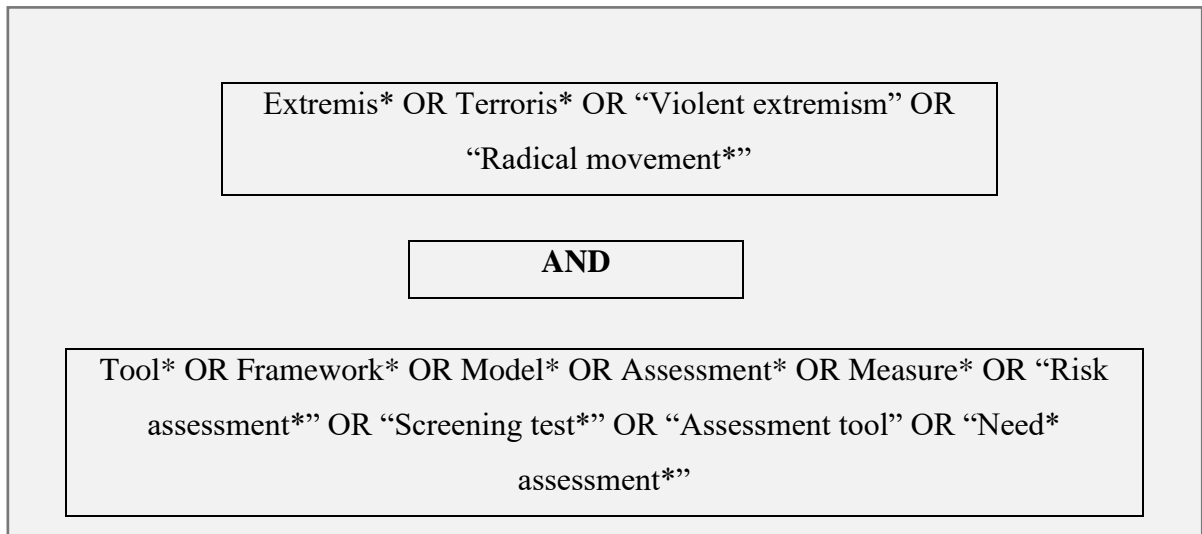 Extremis* OR Terroris* OR “Violent extremism” OR
“Radical movement*”
AND
Tool* OR Framework* OR Model* OR Assessment* OR Measure* OR “Risk
assessment*” OR “Screening test*” OR “Assessment tool” OR “Need*
assessment*”